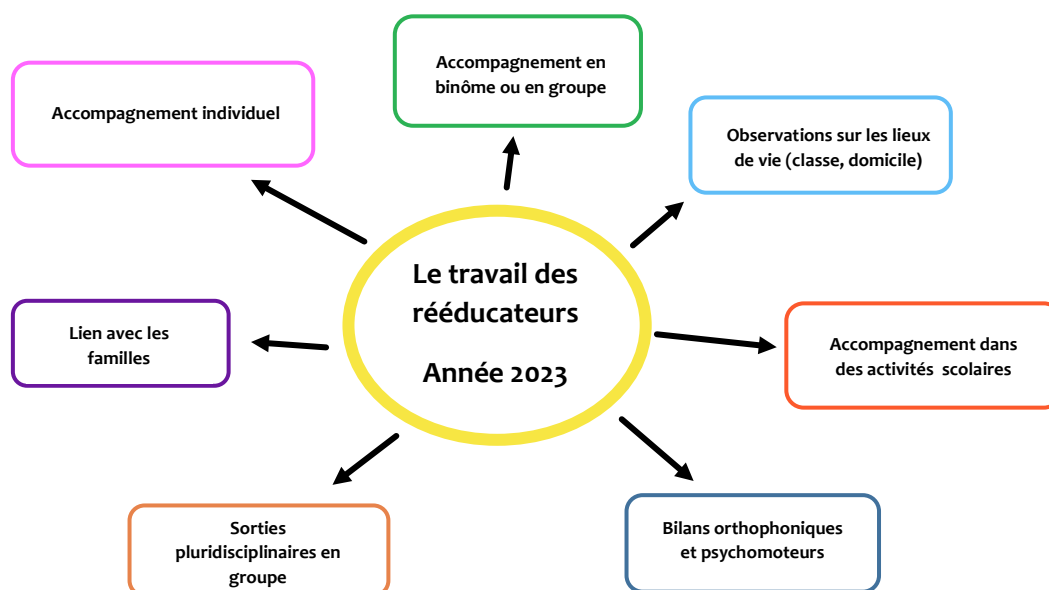 Accompagnement en
binôme ou en groupe
Accompagnement individuel
Observations sur les lieux
de vie (classe, domicile)
Le travail des
rééducateurs
Année 2023
Lien avec les
familles
Accompagnement dans
des activités scolaires
Sorties
pluridisciplinaires en
groupe
Bilans orthophoniques
et psychomoteurs